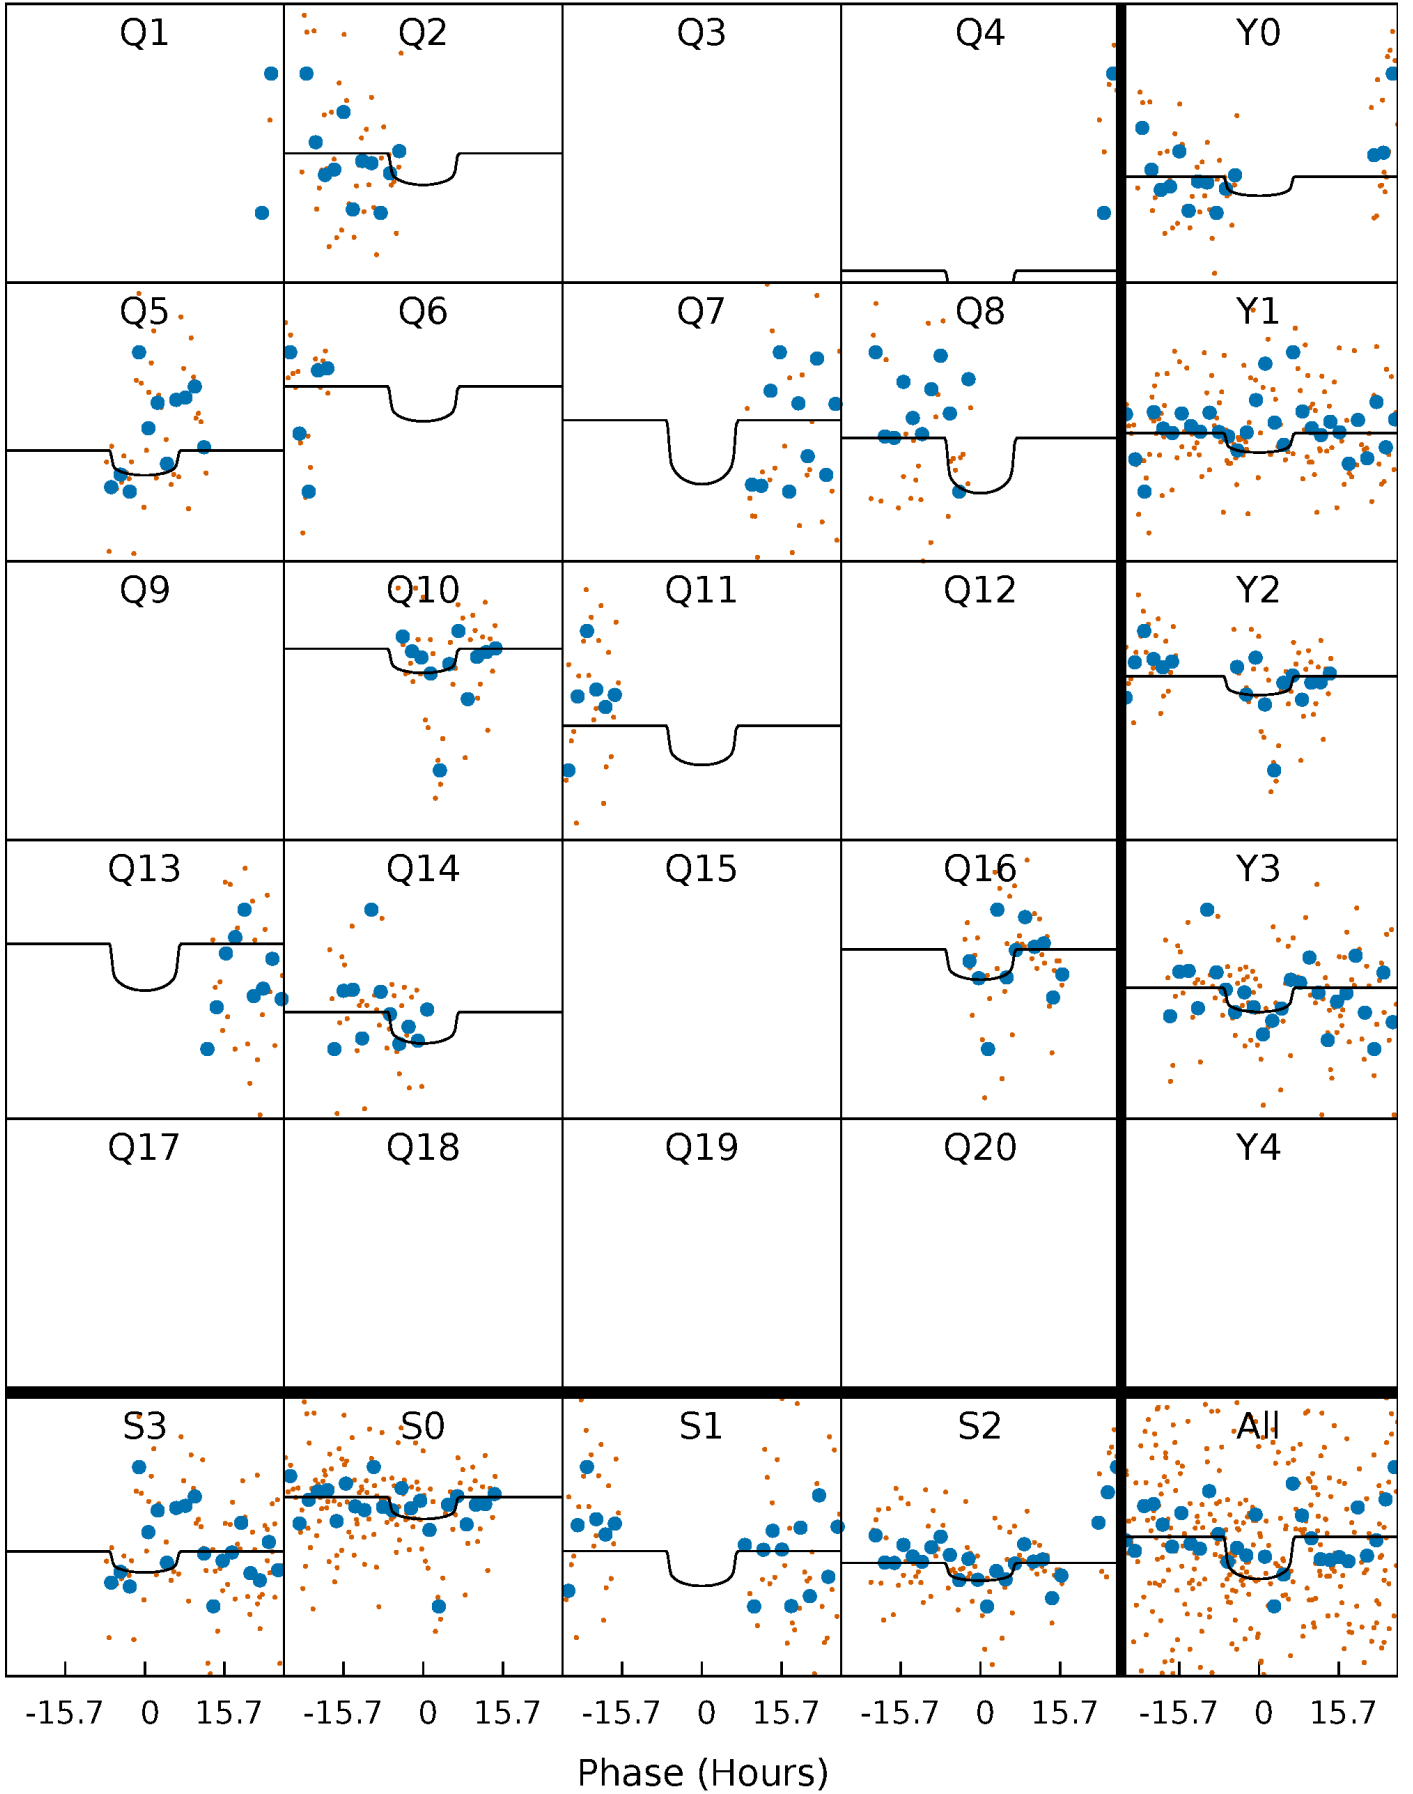 Q1 Q2 Q3 Q4 Y0
Q5 Q6 Q7 Q8 Y1
Q9 Q10 Q11 Q12 Y2
Q13 Q14 Q15 Q16 Y3
Q17 Q18 Q19 Q20 Y4
S3 S0 S1 S2 All
-15.7 0 15.7 -15.7 0 15.7 -15.7 0 15.7 -15.7 0 15.7 -15.7 0 15.7
Phase (Hours)